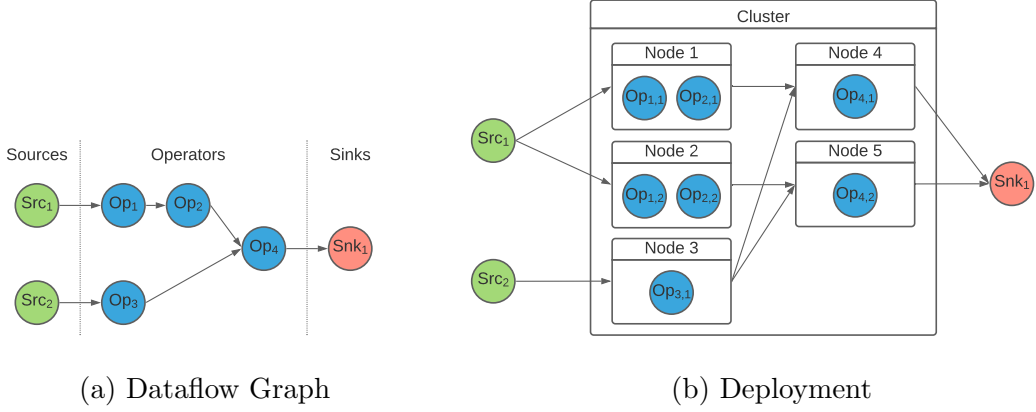 Sources
Operators
Sinks
Src1
Op1
Op2
Op4
Snk1
Src2
Op3
(a) Dataflow Graph
Cluster
Node 1
Op1,1
Op2,1
Node 4
Op4,1
Src1
Node 2
Op1,2
Op2,2
Node 5
Op4,2
Snk1
Src2
Node 3
Op3,1
(b) Deployment